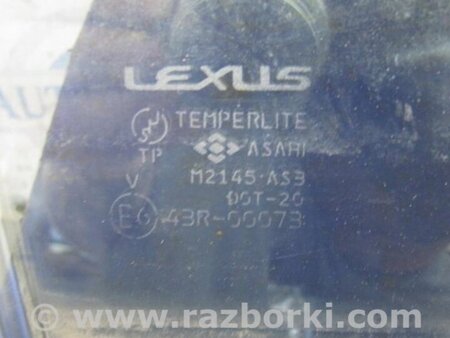 LEXUS
TEMPERLITE
TP ASAHI
V M2145·AS3
DOT-20
E6 43R-00073
www.razborki.com